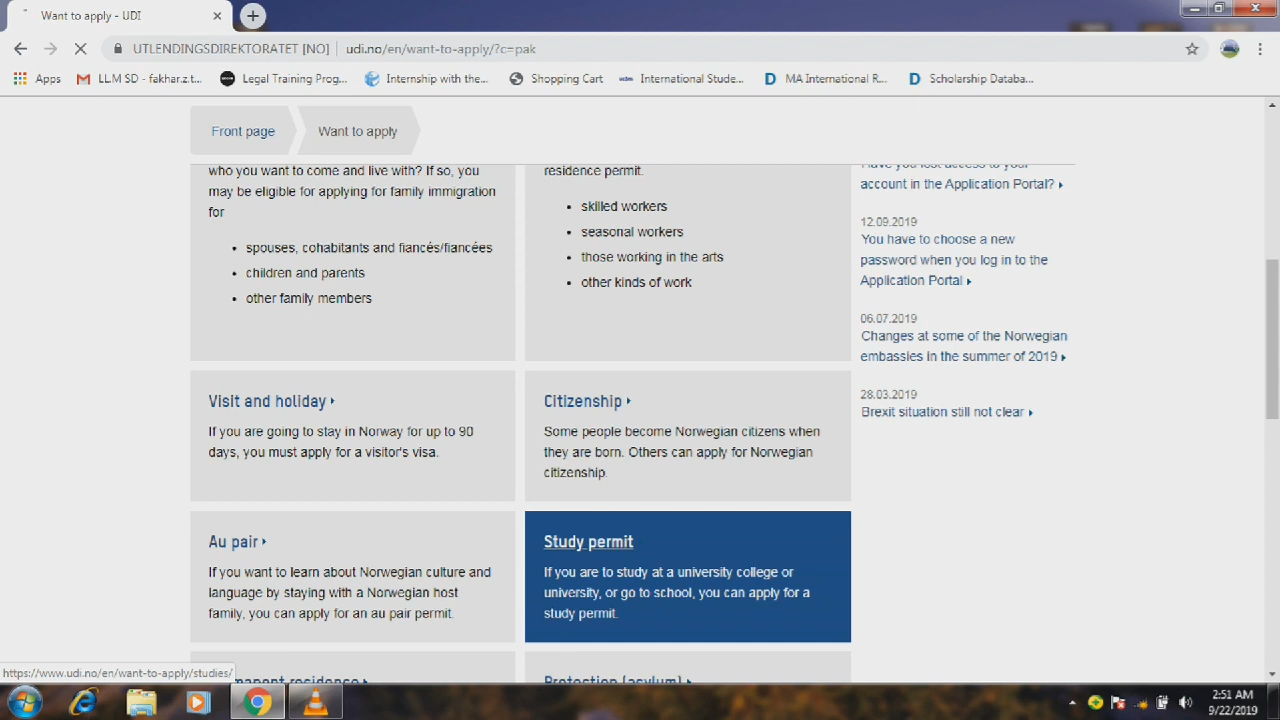 Want to apply - UDI
UTLENDINGSDIREKTORATET [NO] udi.no/en/want-to-apply/?c=pak
Apps LLM SD - fakhar.z.t... Legal Training Prog... Internship with the... Shopping Cart International Stude... MA International R... Scholarship Databa...
Front page Want to apply
who you want to come and live with? If so, you
may be eligible for applying for family immigration
for
• spouses, cohabitants and fiancés/fiancées
• children and parents
• other family members
residence permit.
• skilled workers
• seasonal workers
• those working in the arts
• other kinds of work
Have you lost access to your
account in the Application Portal?
12.09.2019
You have to choose a new
password when you log in to the
Application Portal
06.07.2019
Changes at some of the Norwegian
embassies in the summer of 2019
28.03.2019
Brexit situation still not clear
Visit and holiday
If you are going to stay in Norway for up to 90
days, you must apply for a visitor's visa.
Citizenship
Some people become Norwegian citizens when
they are born. Others can apply for Norwegian
citizenship.
Au pair
If you want to learn about Norwegian culture and
language by staying with a Norwegian host
family, you can apply for an au pair permit.
Study permit
If you are to study at a university college or
university, or go to school, you can apply for a
study permit.
Permanent residence
Protection (asylum)
https://www.udi.no/en/want-to-apply/studies/
2:51 AM
9/22/2019